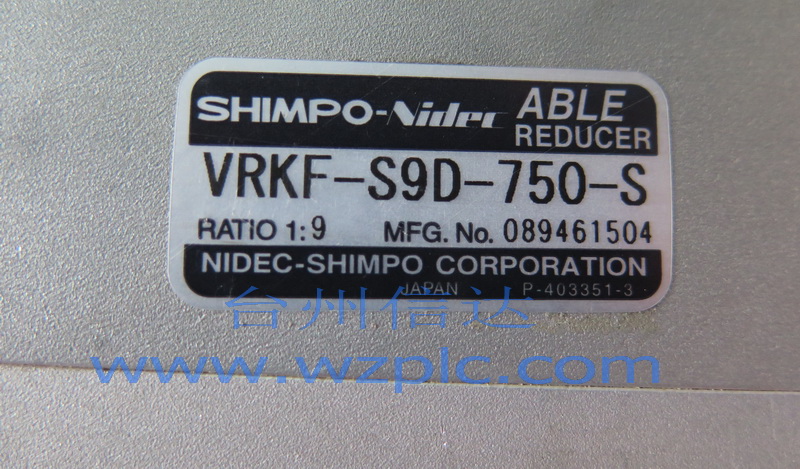 SHIMPO-Nidec ABLE REDUCER
VRKF-S9D-750-S
RATIO 1:9 MFG. No. 089461504
NIDEC-SHIMPO CORPORATION
JAPAN P-403351-3
台州信达
www.wzplc.com